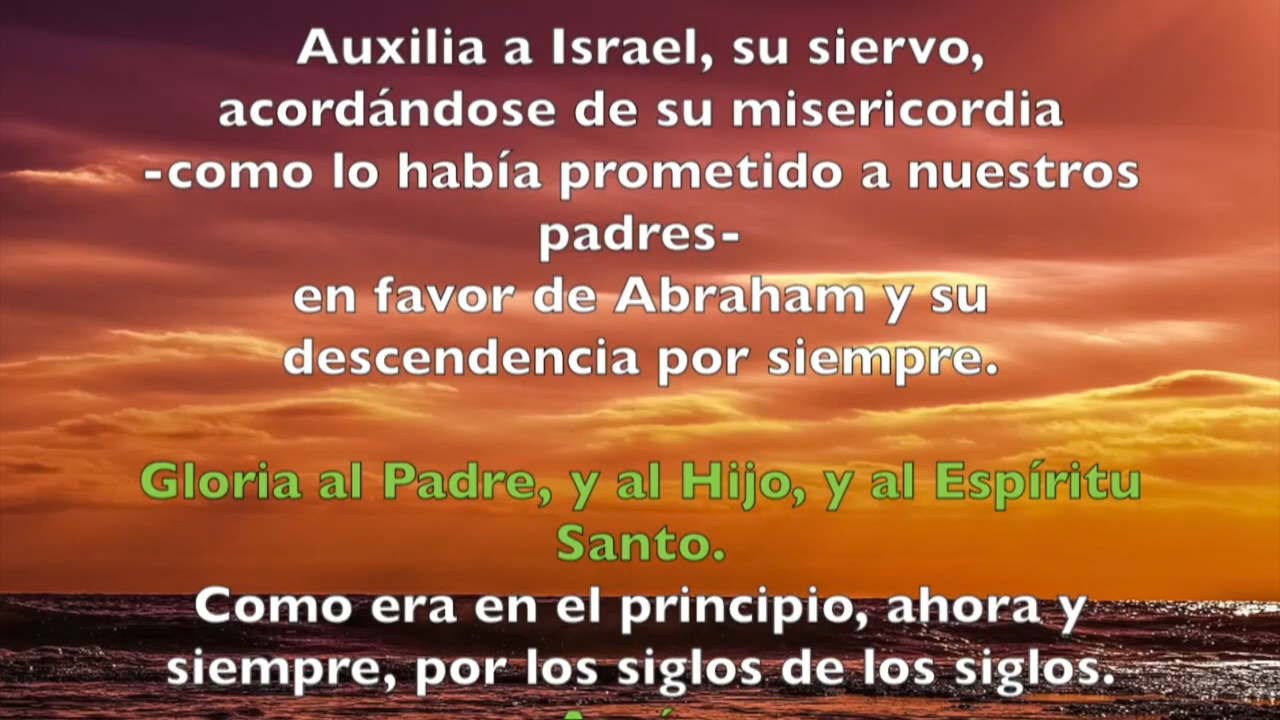 Auxilia a Israel, su siervo,
acordándose de su misericordia
-como lo había prometido a nuestros
padres-
en favor de Abraham y su
descendencia por siempre.
Gloria al Padre, y al Hijo, y al Espíritu
Santo.
Como era en el principio, ahora y
siempre, por los siglos de los siglos.